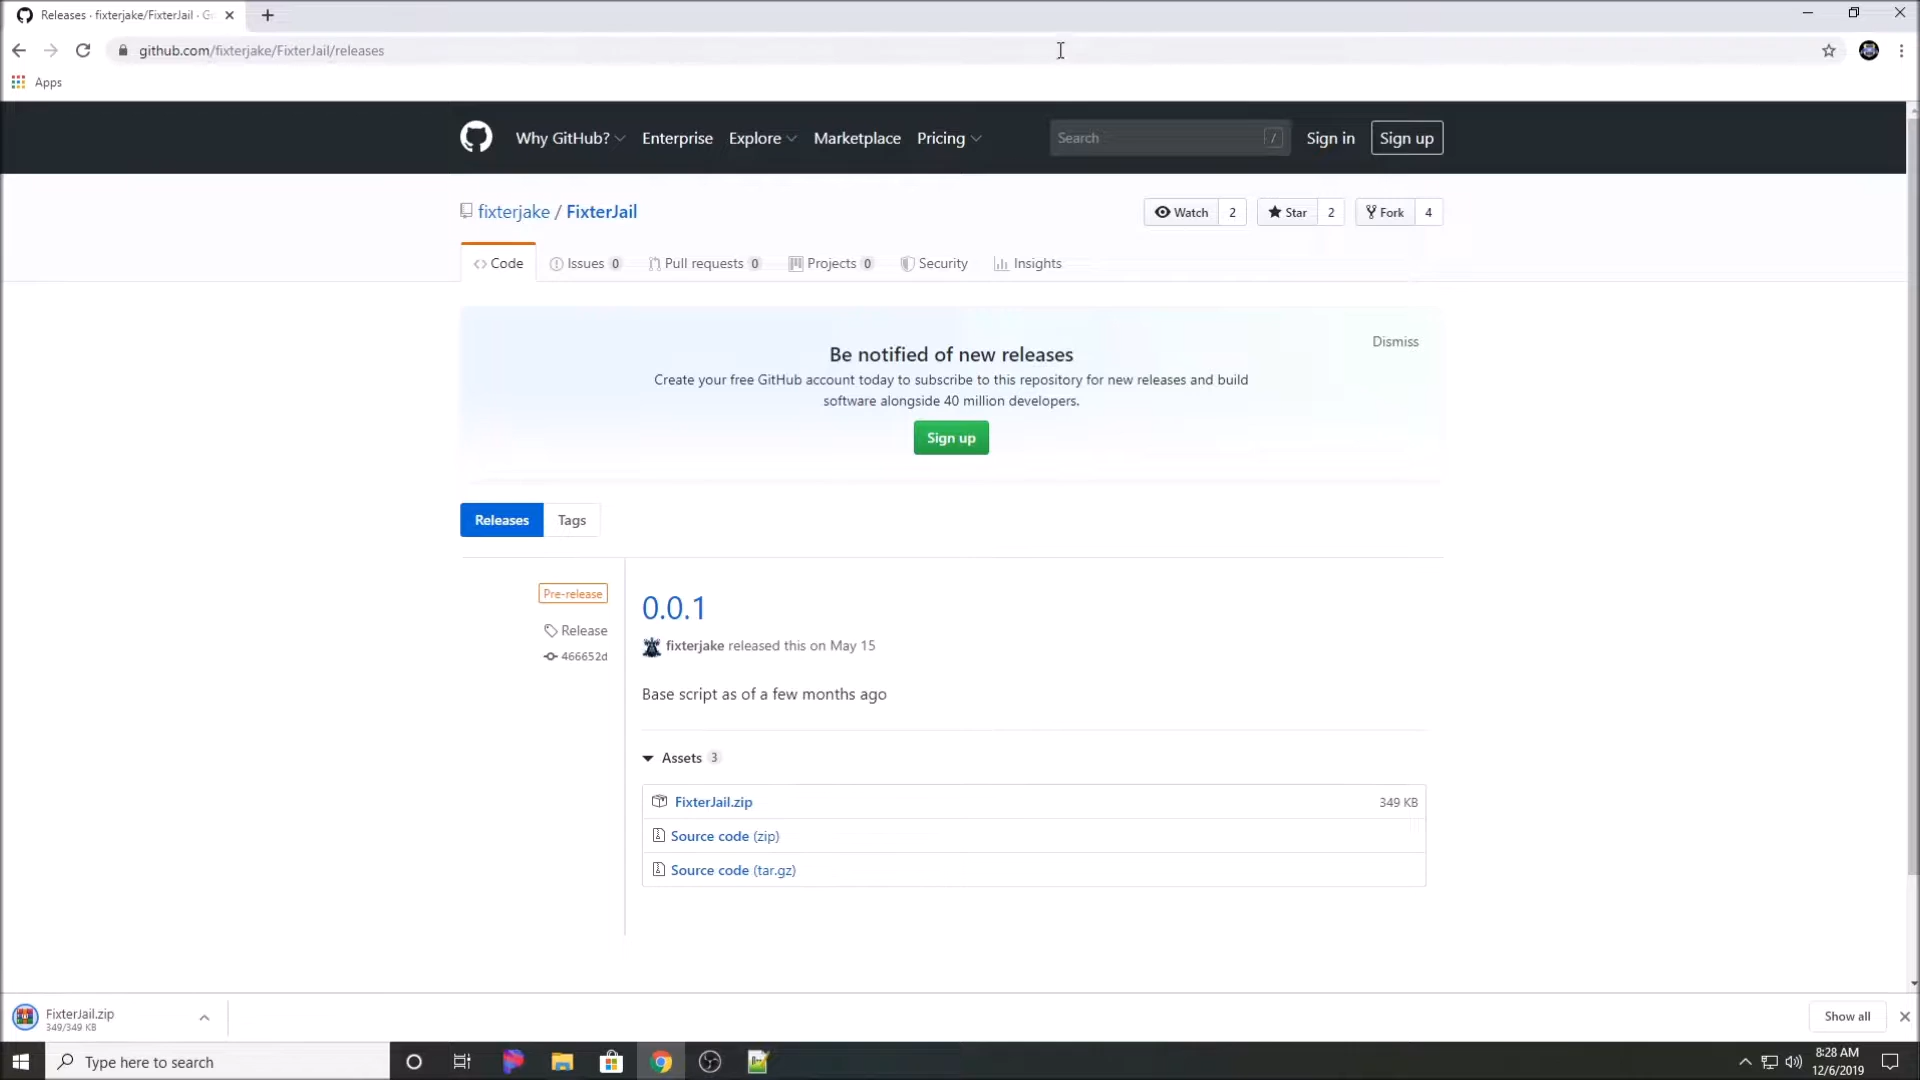 Releases · fixterjake/FixterJail · G
github.com/fixterjake/FixterJail/releases
Apps
Why GitHub? Enterprise Explore Marketplace Pricing Search / Sign in Sign up
fixterjake / FixterJail
Watch 2 Star 2 Fork 4
Code Issues 0 Pull requests 0 Projects 0 Security Insights
Dismiss
Be notified of new releases
Create your free GitHub account today to subscribe to this repository for new releases and build
software alongside 40 million developers.
Sign up
Releases Tags
Pre-release
Release
466652d
0.0.1
fixterjake released this on May 15
Base script as of a few months ago
Assets 3
FixterJail.zip 349 KB
Source code (zip)
Source code (tar.gz)
FixterJail.zip
349/349 KB
Show all
Type here to search
8:28 AM
12/6/2019